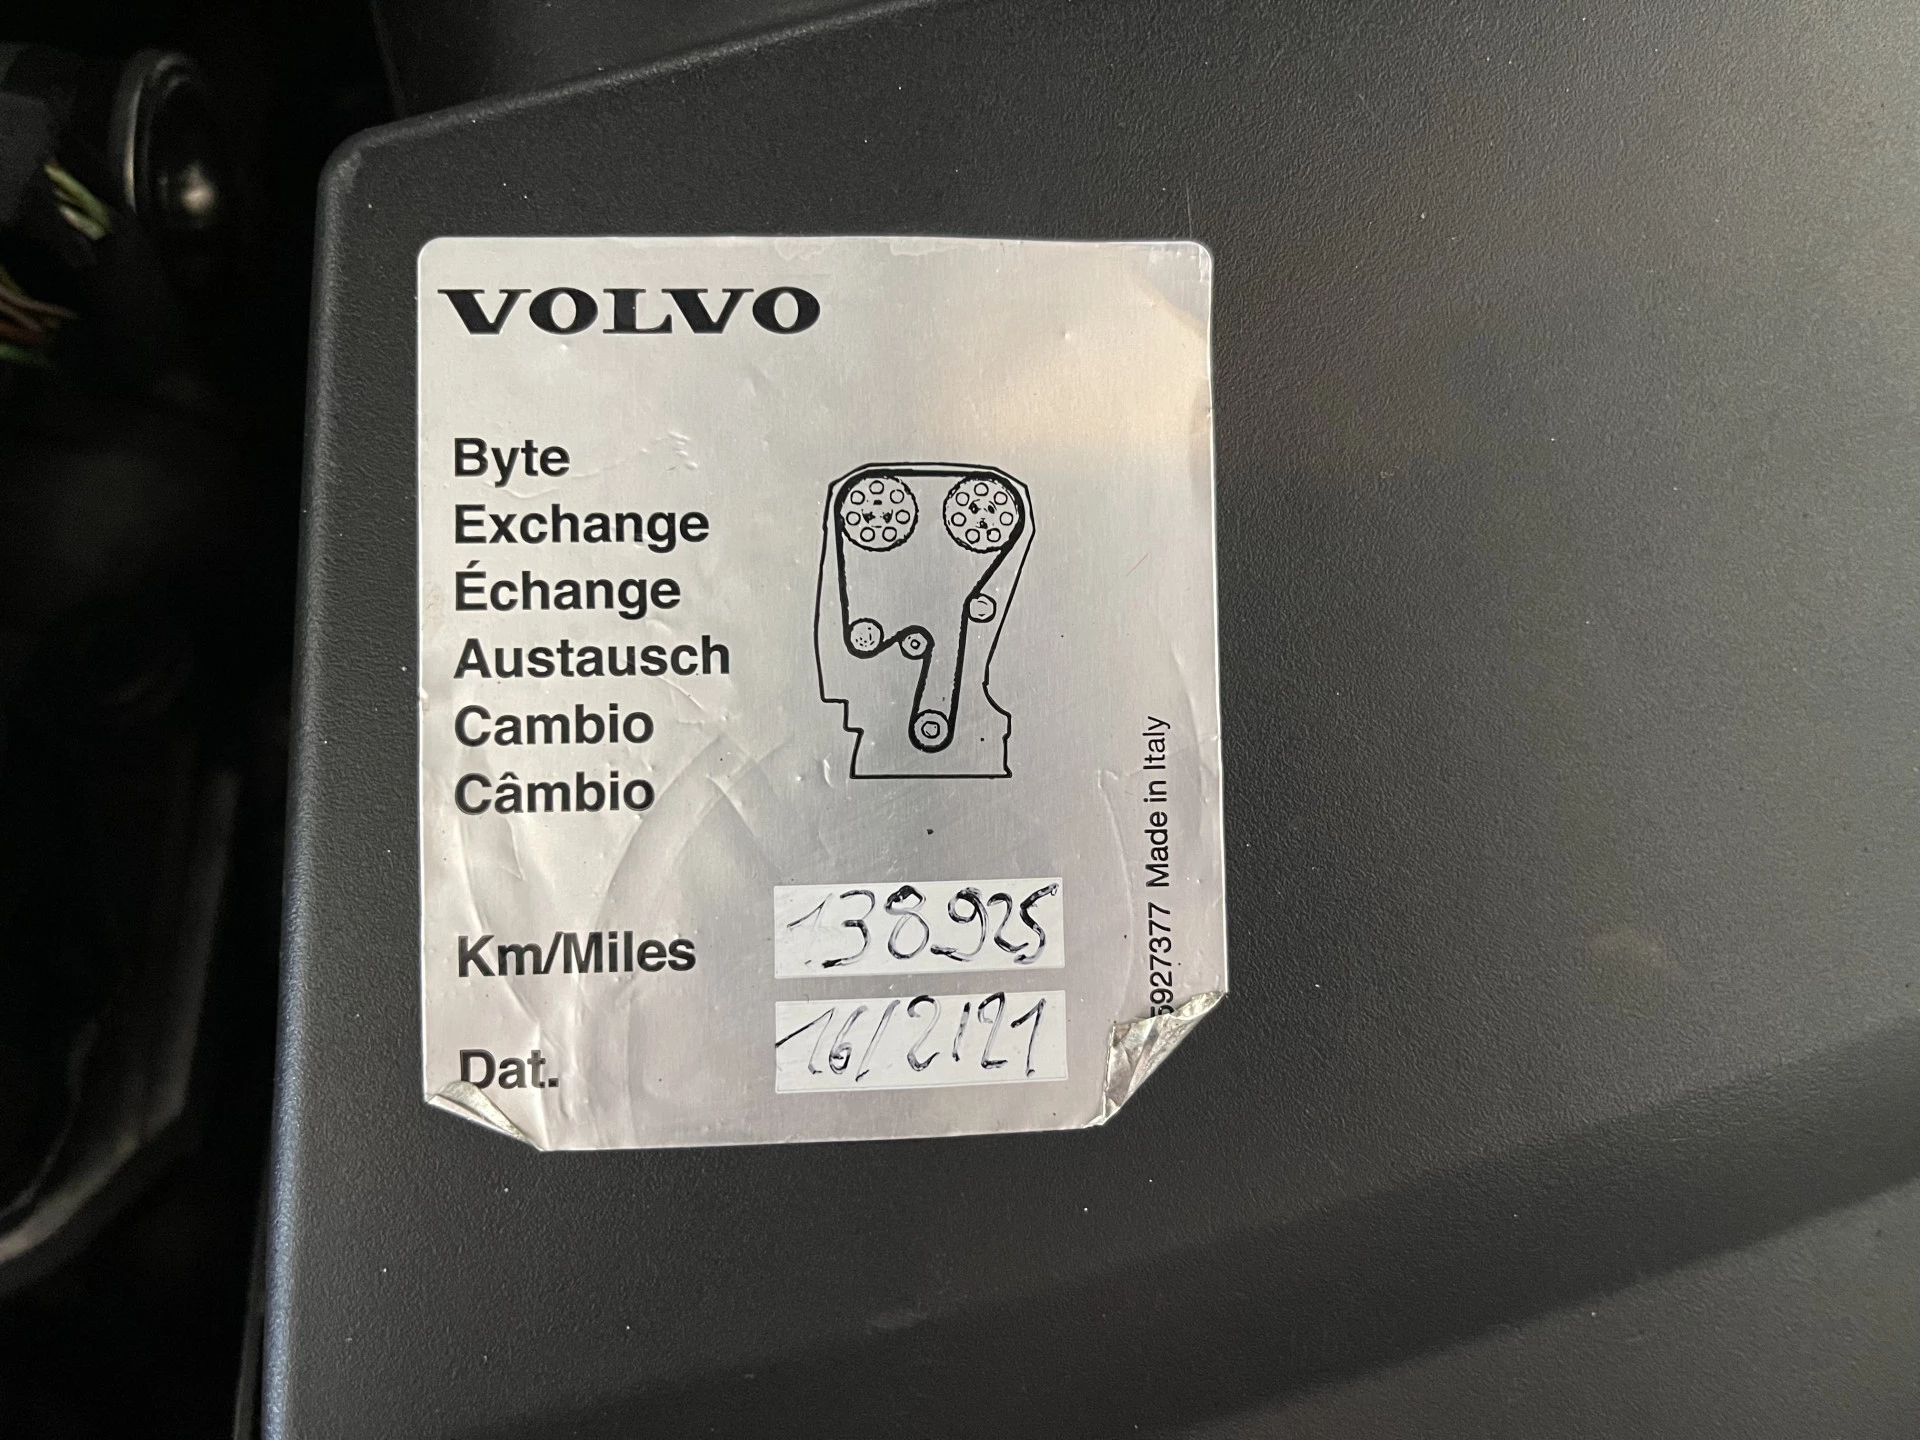 VOLVO
Byte
Exchange
Échange
Austausch
Cambio
Câmbio
Km/Miles 138925
Dat. 16/2/21
5927377 Made in Italy